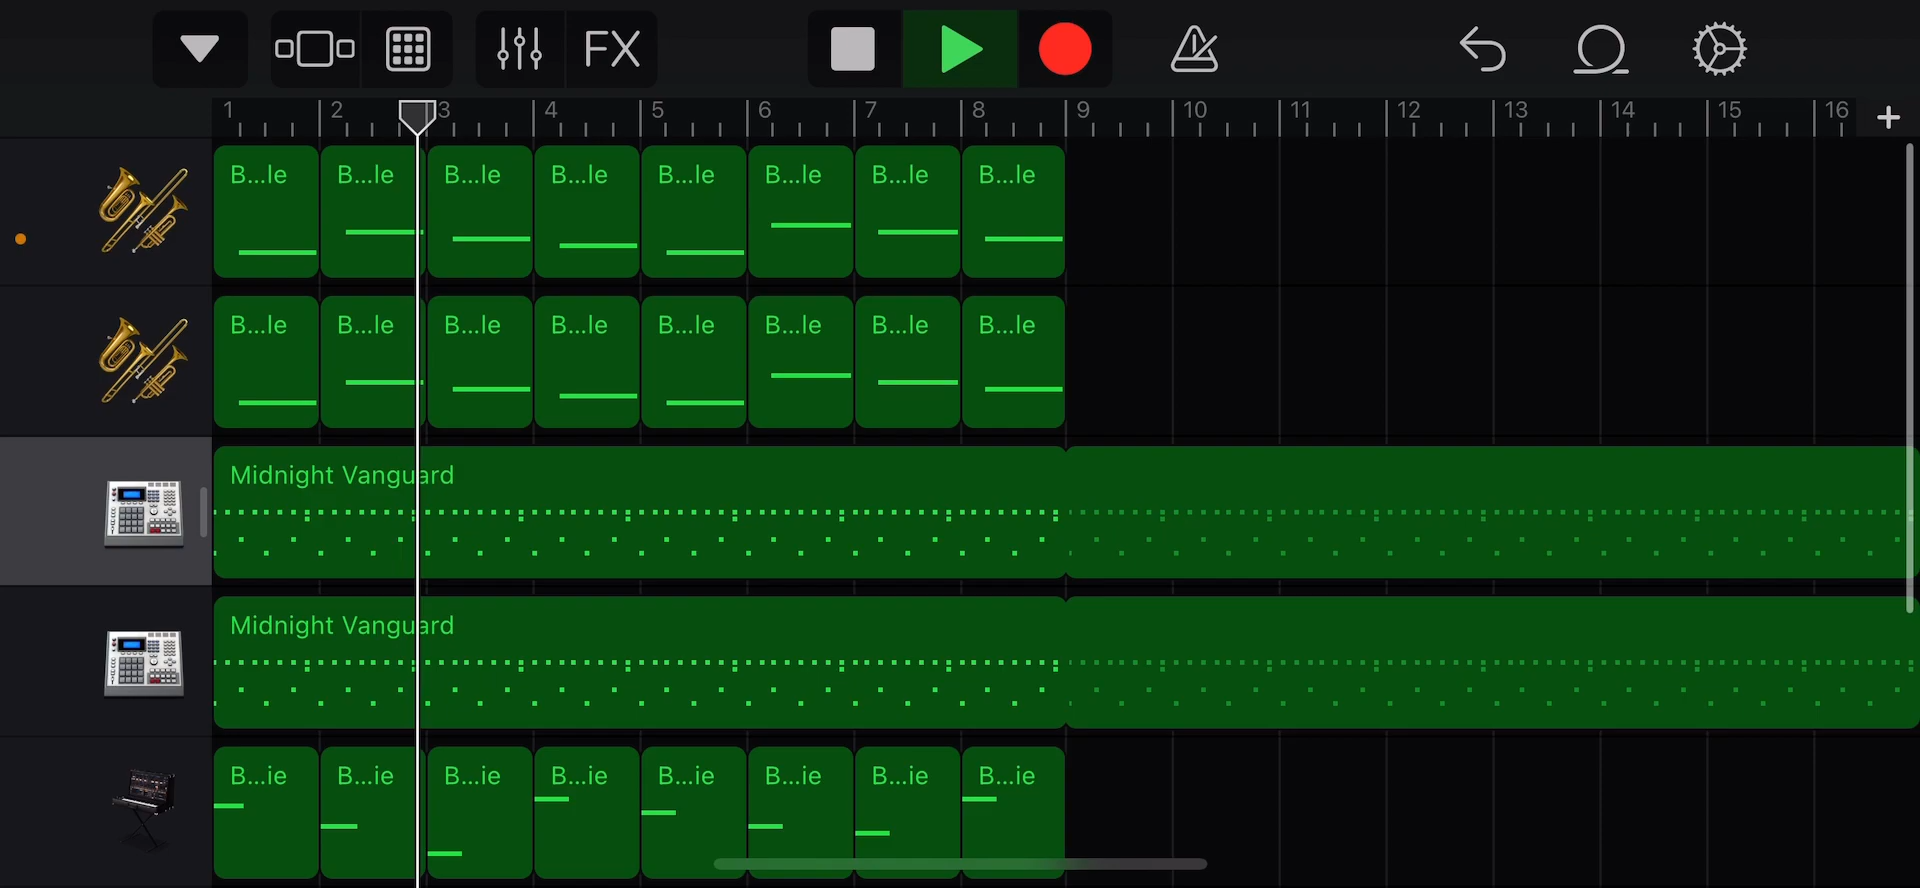 FX
1 2 3 4 5 6 7 8 9 10 11 12 13 14 15 16 +
B...le B...le B...le B...le B...le B...le B...le B...le
B...le B...le B...le B...le B...le B...le B...le B...le
Midnight Vanguard
Midnight Vanguard
B...ie B...ie B...ie B...ie B...ie B...ie B...ie B...ie